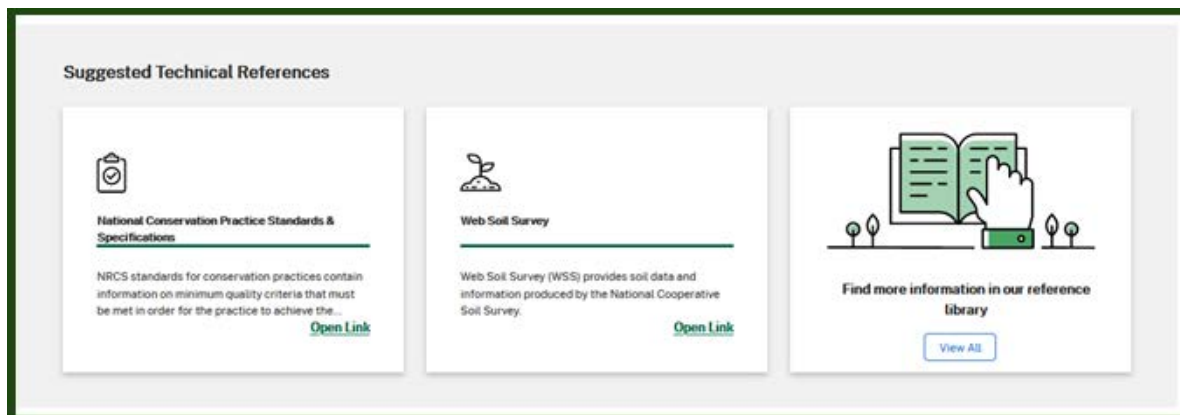 Suggested Technical References
National Conservation Practice Standards &
Specifications
NRCS standards for conservation practices contain
information on minimum quality criteria that must
be met in order for the practice to achieve the...
Open Link
Web Soil Survey
Web Soil Survey (WSS) provides soil data and
information produced by the National Cooperative
Soil Survey.
Open Link
Find more information in our reference
library
View All